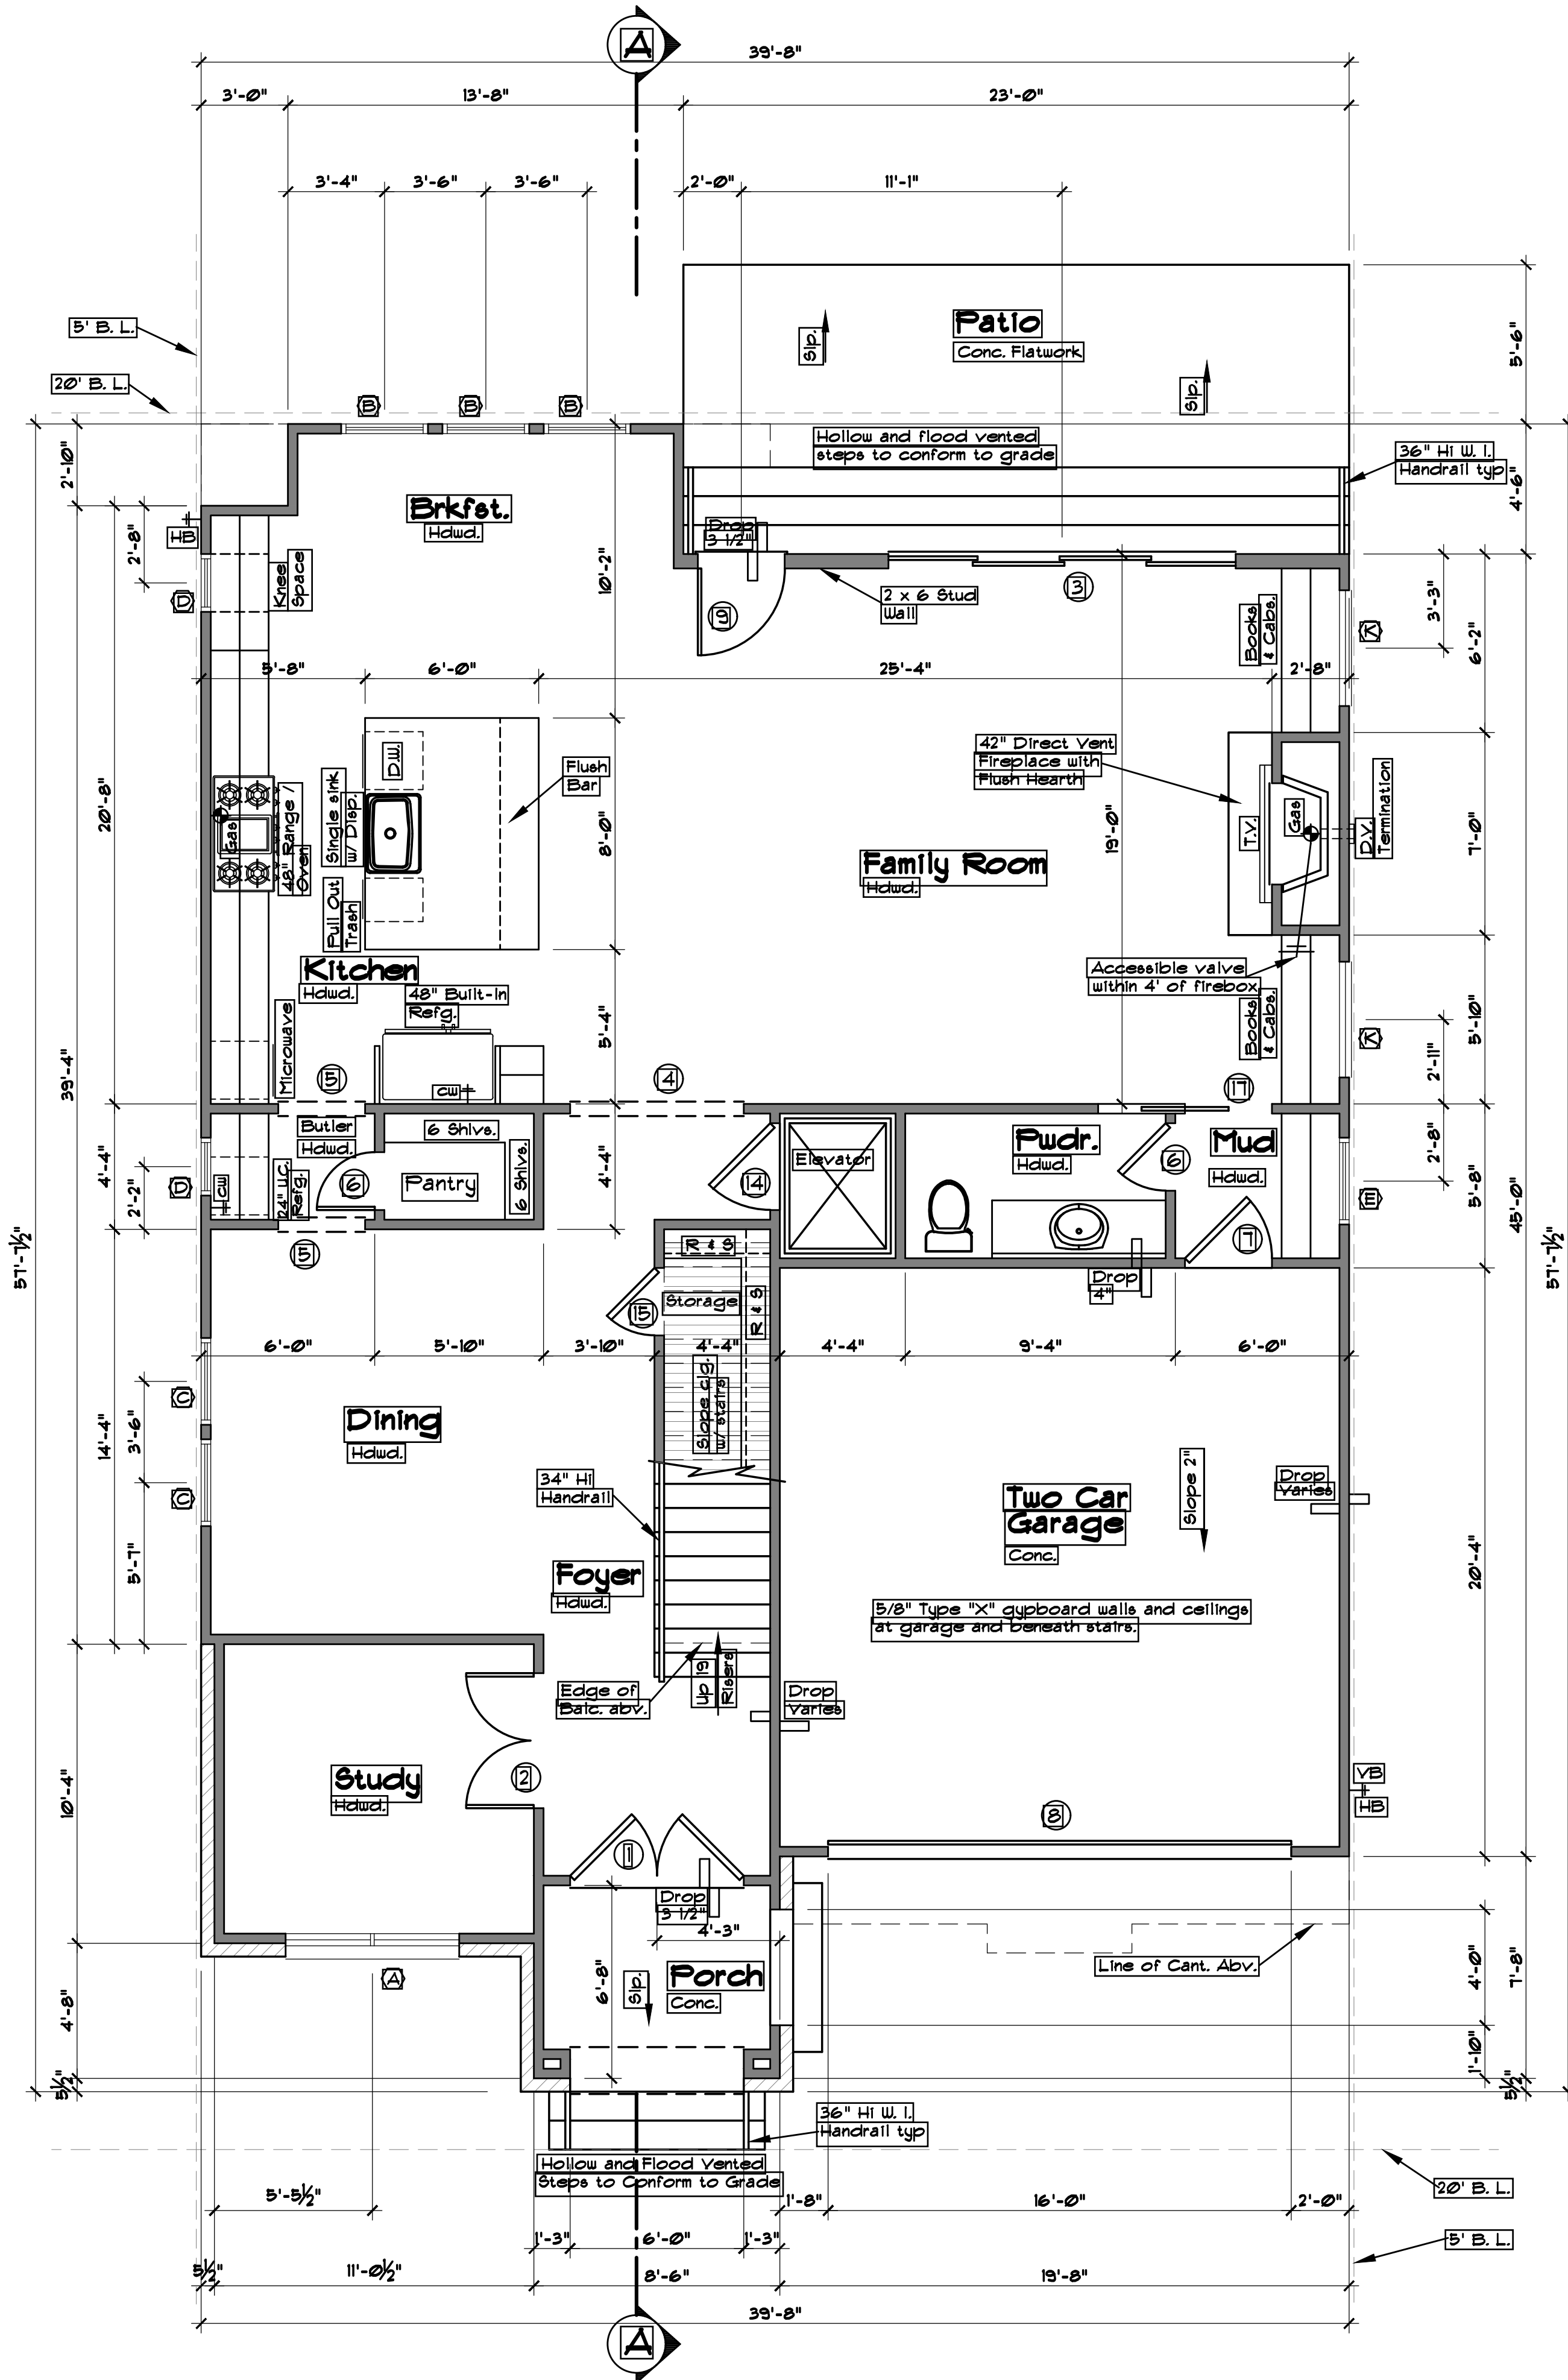 A
39'-8"
3'-0"
13'-8"
23'-0"
3'-4"
3'-6"
3'-6"
2'-0"
11'-1"
5' B. L.
20' B. L.
Patio
Conc. Flatwork
Slp.
Slp.
5'-6"
B
B
B
Hollow and flood vented
steps to conform to grade
36" Hi W. I.
Handrail typ
4'-6"
2'-10"
Brkfst.
Hdwd.
HB
2'-8"
D
Knee
Space
10'-2"
Drop
3 1/2"
9
2 x 6 Stud
Wall
3
Books
& Cabs.
K
3'-3"
6'-2"
5'-8"
6'-0"
25'-4"
2'-8"
20'-8"
Gas
48" Range /
Oven
Single sink
w/ Disp.
D.W.
Pull Out
Trash
Flush
Bar
8'-0"
42" Direct Vent
Fireplace with
Flush Hearth
T.V.
Gas
D.V.
Termination
7'-0"
19'-0"
Family Room
Hdwd.
Kitchen
Hdwd.
48" Built-In
Refg.
Accessible valve
within 4' of firebox
Books
& Cabs.
K
5'-10"
2'-11"
39'-4"
Microwave
5
cw
5'-4"
4
17
Butler
Hdwd.
6 Shlvs.
6 Shlvs.
Pantry
6
24" U.C.
Refg.
cw
D
4'-4"
2'-2"
4'-4"
14
Elevator
Pwdr.
Hdwd.
6
Mud
Hdwd.
7
E
2'-8"
5'-8"
45'-0"
57'-7½"
57'-7½"
5
R & S
Storage
R & S
15
Drop
4"
6'-0"
5'-10"
3'-10"
4'-4"
4'-4"
9'-4"
6'-0"
Slope clg.
w/ stairs
C
C
3'-6"
14'-4"
5'-7"
Dining
Hdwd.
34" Hi
Handrail
Foyer
Hdwd.
Two Car
Garage
Conc.
Slope 2"
Drop
Varies
20'-4"
5/8" Type "X" gypboard walls and ceilings
at garage and beneath stairs.
Edge of
Balc. abv.
up 19
Risers
Drop
Varies
Study
Hdwd.
2
10'-4"
1
8
VB
HB
Drop
3 1/2"
4'-3"
6'-8"
Slp.
Porch
Conc.
A
Line of Cant. Abv.
4'-0"
7'-8"
1'-10"
5½"
4'-8"
5½"
36" Hi W. I.
Handrail typ
Hollow and Flood Vented
Steps to Conform to Grade
20' B. L.
5' B. L.
5'-5½"
1'-8"
16'-0"
2'-0"
1'-3"
6'-0"
1'-3"
5½"
11'-0½"
8'-6"
19'-8"
39'-8"
A